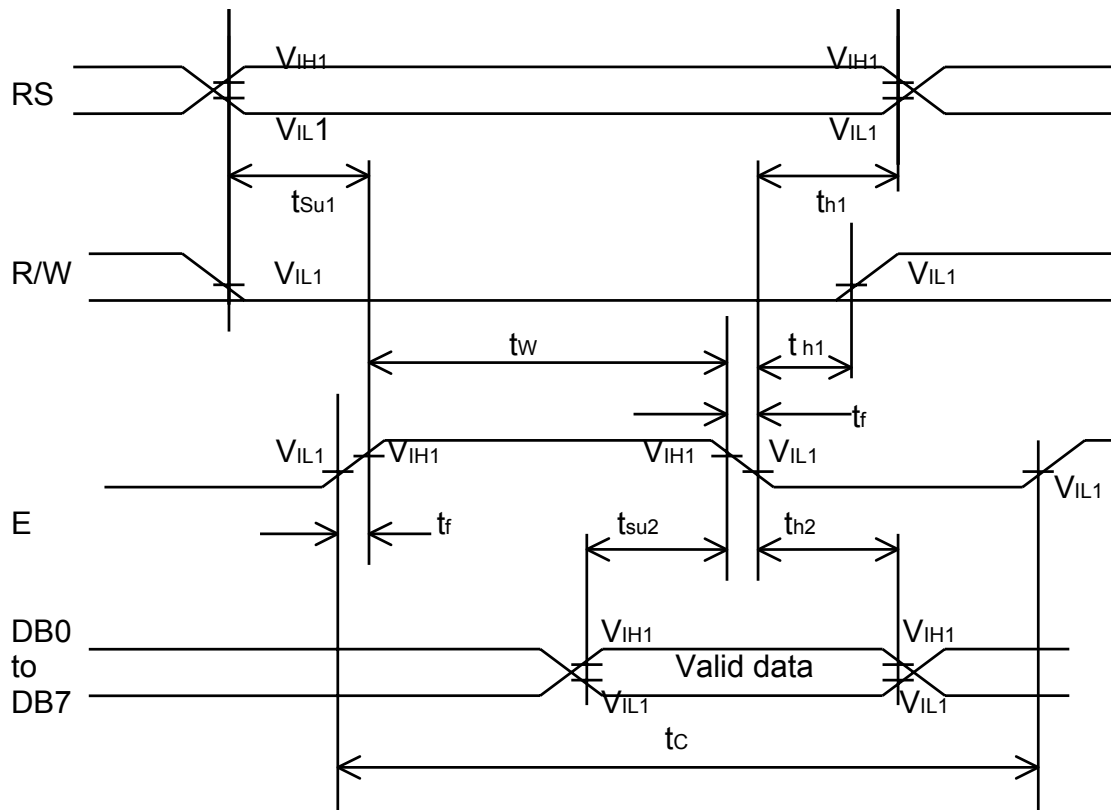 VIH1 VIH1
RS
VIL1 VIL1
tSu1 th1
R/W VIL1 VIL1
tW th1
tf
VIL1 VIH1 VIH1 VIL1 VIL1
E tf tsu2 th2
DB0 VIH1 VIH1
to Valid data
DB7 VIL1 VIL1
tC